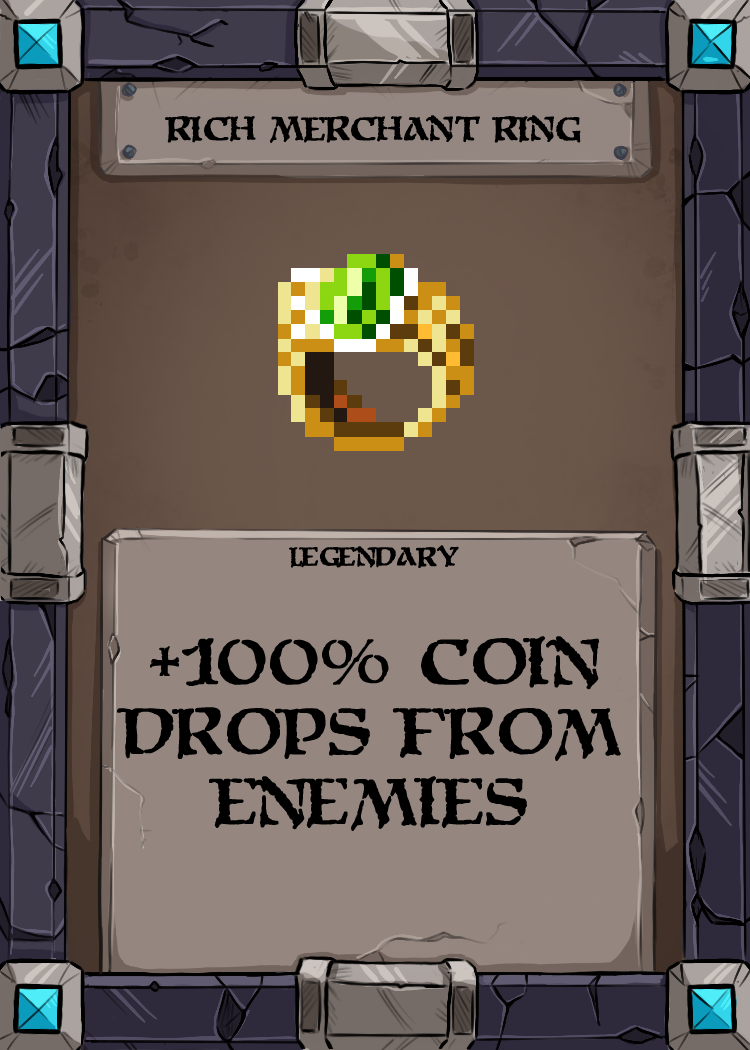 RICH MERCHANT RING
LEGENDARY
+100% COIN
DROPS FROM
ENEMIES